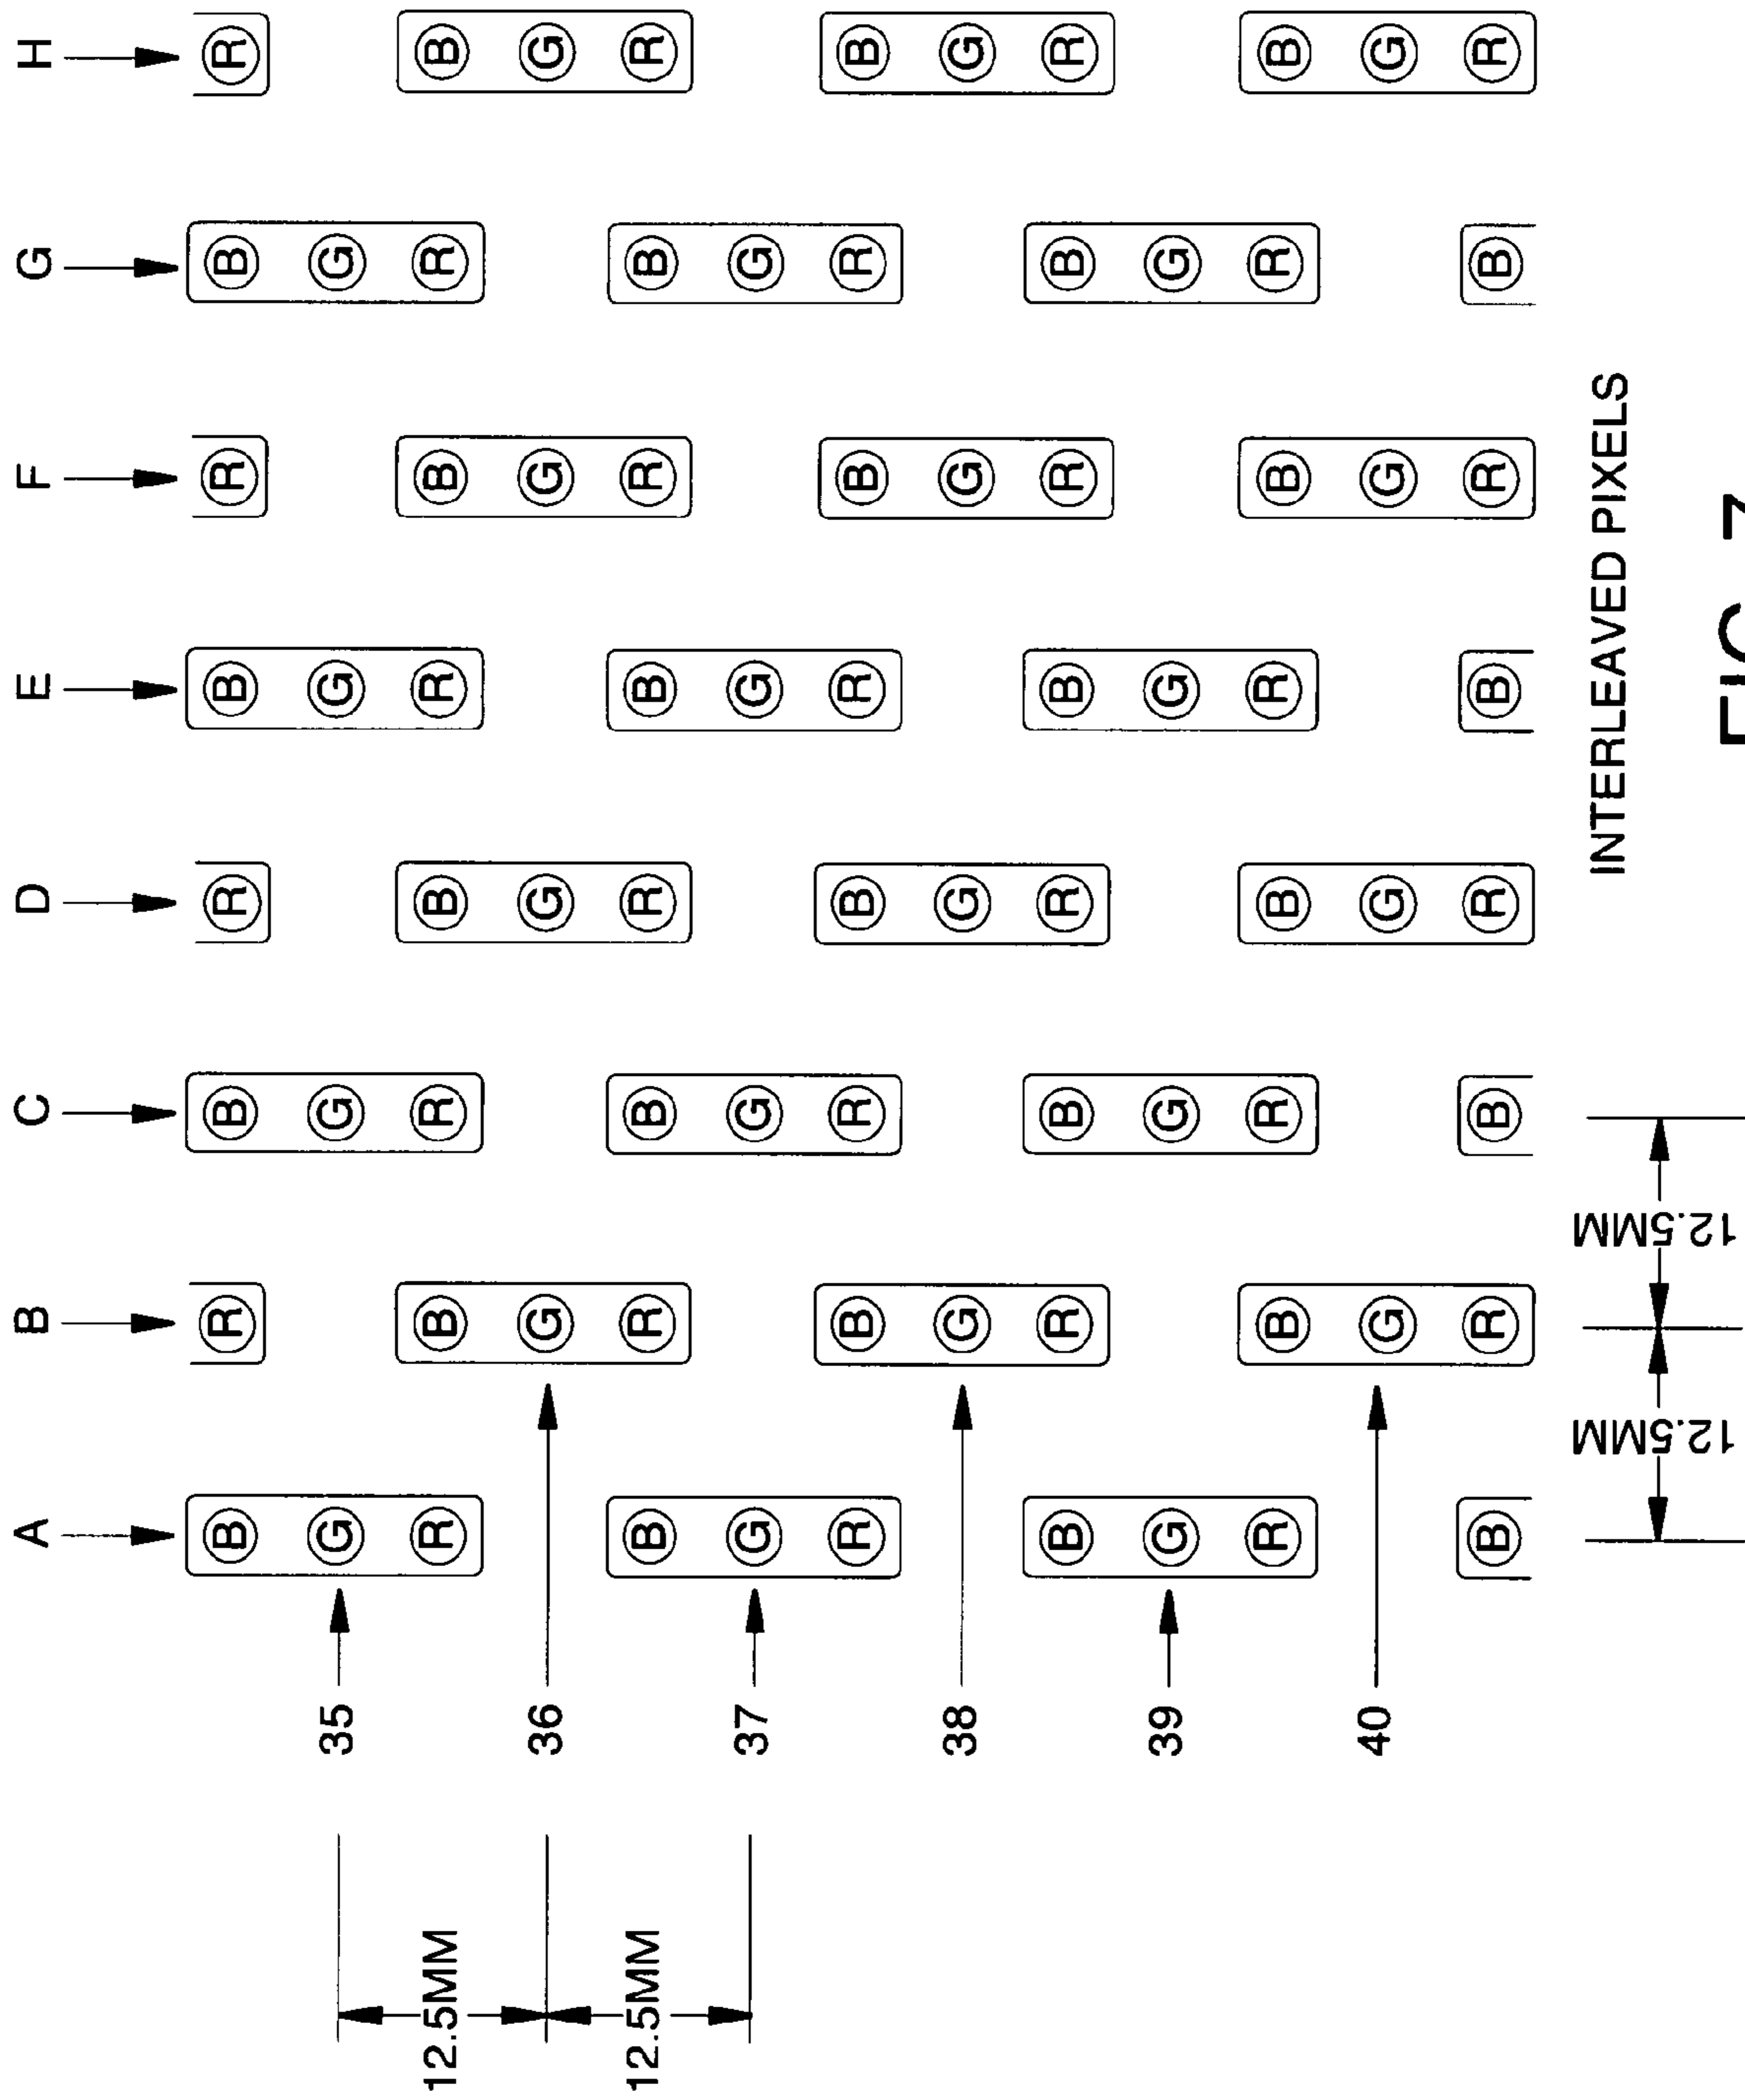 A B C D E F G H
B R B R B R B R
35 G G G G
12.5MM R B R B R B R B
36 G G G G
12.5MM B R B R B R B R
37 G G G G
R B R B R B R B
38 G G G G
B R B R B R B R
39 G G G G
R B R B R B R B
40 G G G G
B R B R B R B R
12.5MM 12.5MM
INTERLEAVED PIXELS